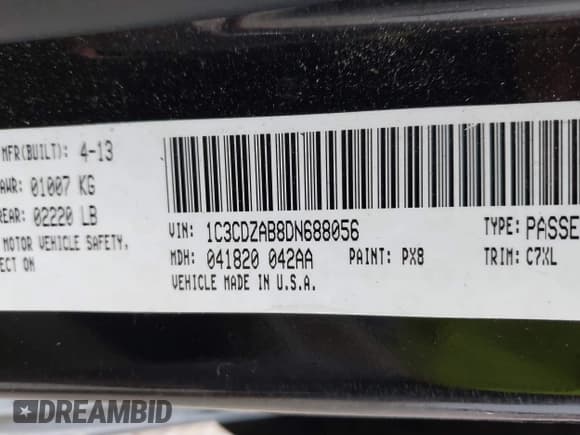 MFR(BUILT): 4-13
AWR: 01007 KG
REAR: 02220 LB
MOTOR VEHICLE SAFETY,
ECT ON
VIN: 1C3CDZAB8DN688056 TYPE: PASSE
MDH: 041820 042AA PAINT: PX8 TRIM: C7XL
VEHICLE MADE IN U.S.A.
DREAMBID